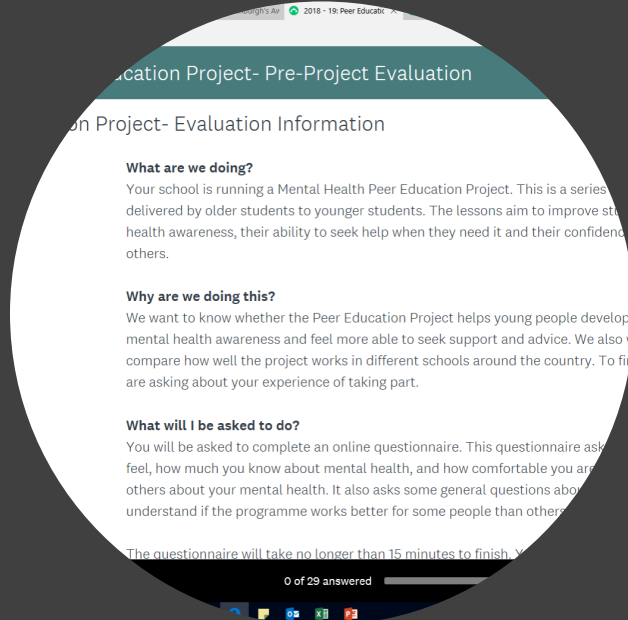 burgh's Av
2018 - 19: Peer Educatic
cation Project- Pre-Project Evaluation
on Project- Evaluation Information
What are we doing?
Your school is running a Mental Health Peer Education Project. This is a series
delivered by older students to younger students. The lessons aim to improve stu
health awareness, their ability to seek help when they need it and their confidenc
others.
Why are we doing this?
We want to know whether the Peer Education Project helps young people develop
mental health awareness and feel more able to seek support and advice. We also
compare how well the project works in different schools around the country. To fi
are asking about your experience of taking part.
What will I be asked to do?
You will be asked to complete an online questionnaire. This questionnaire ask
feel, how much you know about mental health, and how comfortable you are
others about your mental health. It also asks some general questions abou
understand if the programme works better for some people than others
The questionnaire will take no longer than 15 minutes to finish. Y
0 of 29 answered